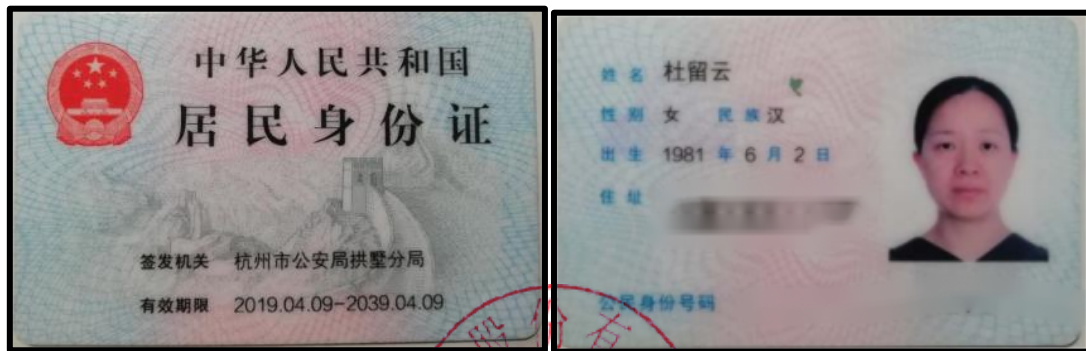 中华人民共和国
居民身份证
签发机关 杭州市公安局拱墅分局
有效期限 2019.04.09-2039.04.09
姓名 杜留云
性别 女 民族 汉
出生 1981 年 6 月 2 日
住址
公民身份号码
股份有